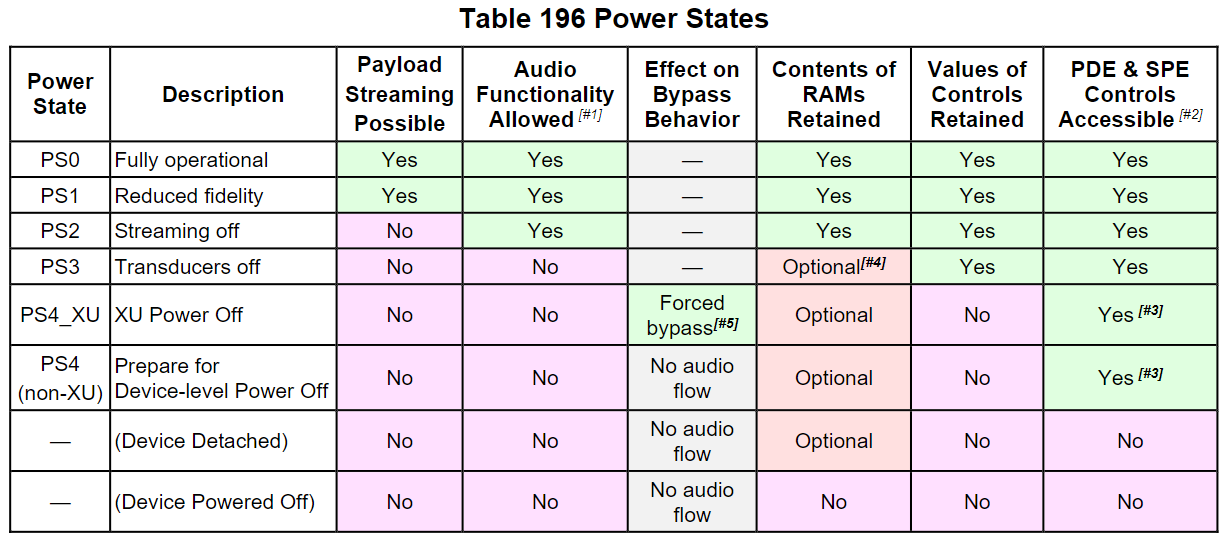 Table 196 Power States
Power State | Description | Payload Streaming Possible | Audio Functionality Allowed [#1] | Effect on Bypass Behavior | Contents of RAMs Retained | Values of Controls Retained | PDE & SPE Controls Accessible [#2]
PS0 | Fully operational | Yes | Yes | — | Yes | Yes | Yes
PS1 | Reduced fidelity | Yes | Yes | — | Yes | Yes | Yes
PS2 | Streaming off | No | Yes | — | Yes | Yes | Yes
PS3 | Transducers off | No | No | — | Optional[#4] | Yes | Yes
PS4_XU | XU Power Off | No | No | Forced bypass[#5] | Optional | No | Yes [#3]
PS4 (non-XU) | Prepare for Device-level Power Off | No | No | No audio flow | Optional | No | Yes [#3]
— | (Device Detached) | No | No | No audio flow | Optional | No | No
— | (Device Powered Off) | No | No | No audio flow | No | No | No